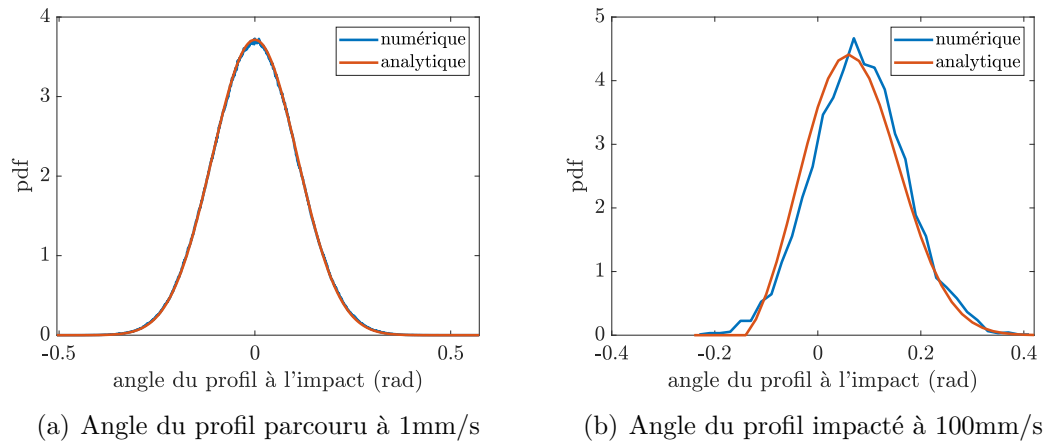 4
3
2
1
0
-0.5
0
0.5
pdf
angle du profil à l'impact (rad)
numérique
analytique
(a) Angle du profil parcouru à 1mm/s
5
4
3
2
1
0
-0.4
-0.2
0
0.2
0.4
pdf
angle du profil à l'impact (rad)
numérique
analytique
(b) Angle du profil impacté à 100mm/s